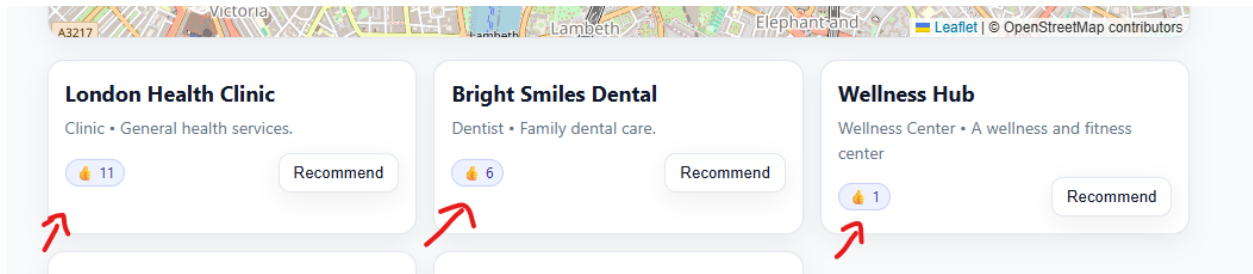 Victoria
A3217
Lambeth
Lambeth
Elephant and
Leaflet | © OpenStreetMap contributors
London Health Clinic
Clinic • General health services.
👍 11
Recommend
Bright Smiles Dental
Dentist • Family dental care.
👍 6
Recommend
Wellness Hub
Wellness Center • A wellness and fitness
center
👍 1
Recommend